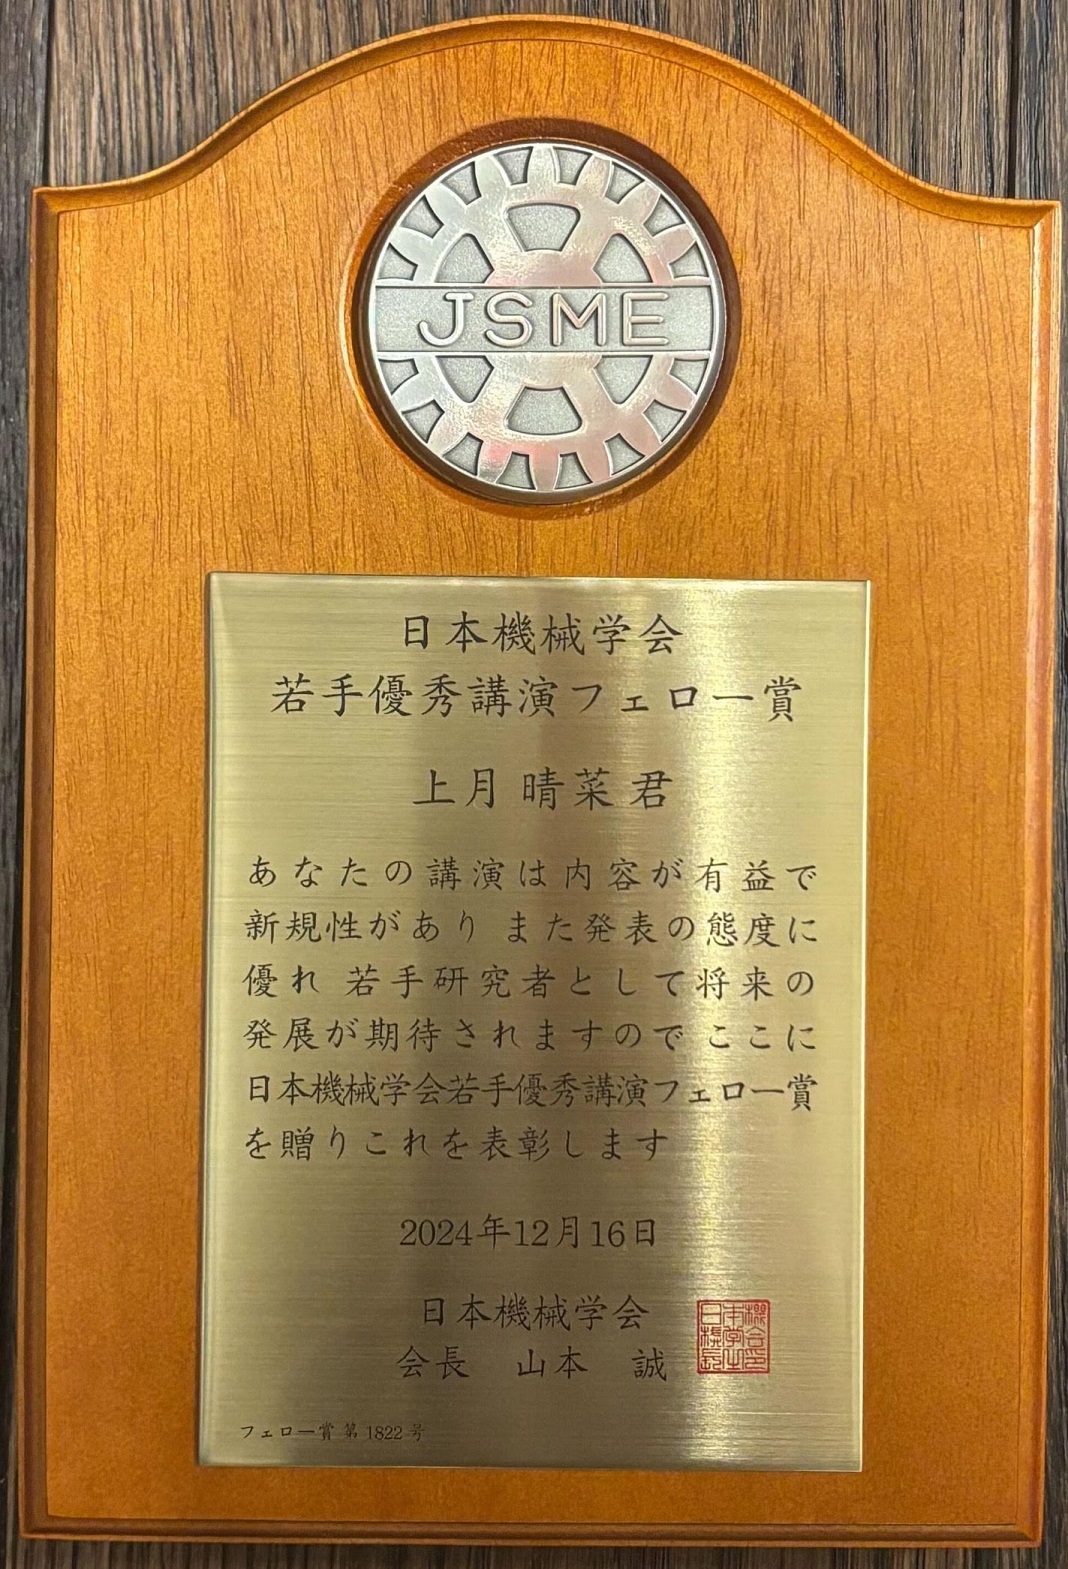 JSME
日本機械学会
若手優秀講演フェロー賞
上月 晴菜 君
あなたの講演は内容が有益で
新規性があり また発表の態度に
優れ 若手研究者として将来の
発展が期待されますので ここに
日本機械学会若手優秀講演フェロー賞
を贈りこれを表彰します
2024年12月16日
日本機械学会
会長 山本 誠
フェロー賞 第 1822 号